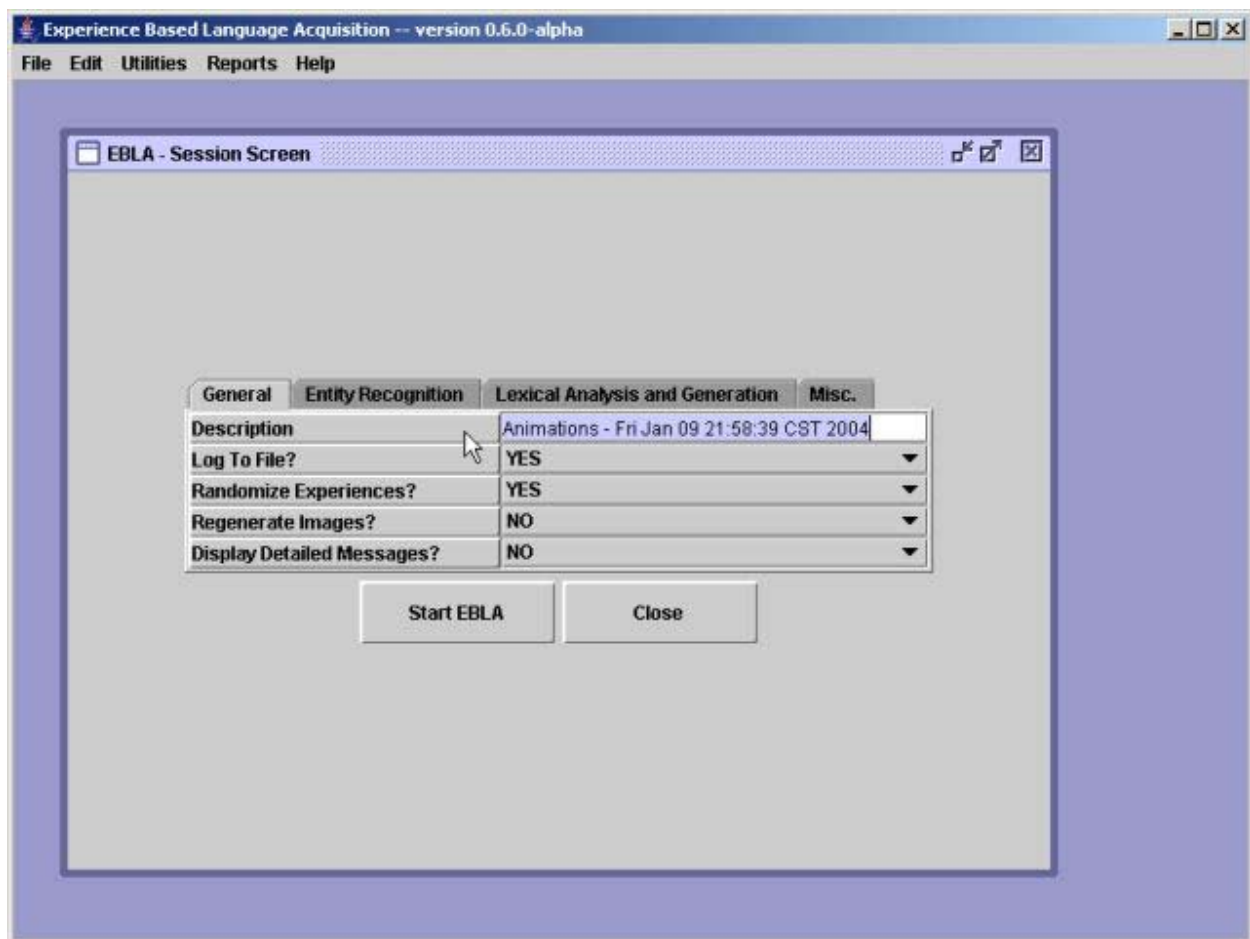 Experience Based Language Acquisition -- version 0.6.0-alpha
File Edit Utilities Reports Help
EBLA - Session Screen
General Entity Recognition Lexical Analysis and Generation Misc.
Description Animations - Fri Jan 09 21:58:39 CST 2004
Log To File? YES
Randomize Experiences? YES
Regenerate Images? NO
Display Detailed Messages? NO
Start EBLA Close